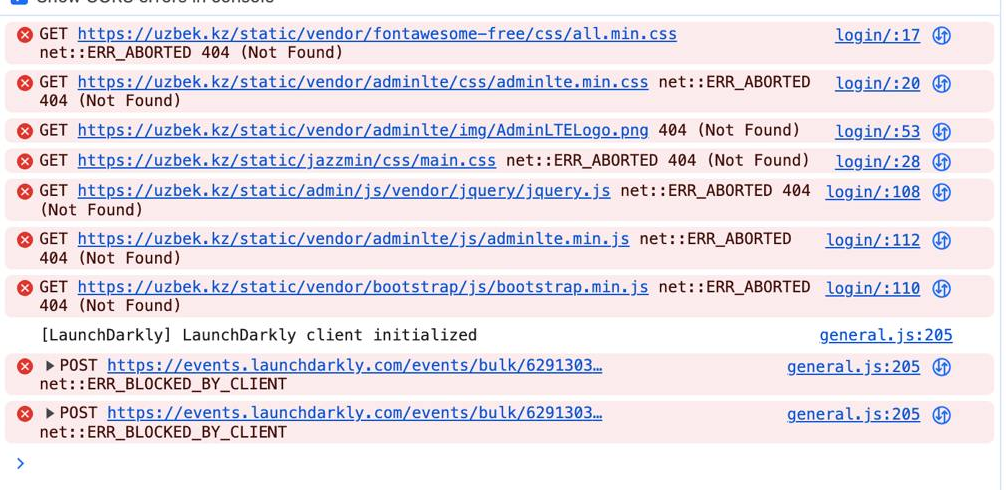 Show CORS errors in console
GET https://uzbek.kz/static/vendor/fontawesome-free/css/all.min.css login/:17
net::ERR_ABORTED 404 (Not Found)
GET https://uzbek.kz/static/vendor/adminlte/css/adminlte.min.css net::ERR_ABORTED login/:20
404 (Not Found)
GET https://uzbek.kz/static/vendor/adminlte/img/AdminLTELogo.png 404 (Not Found) login/:53
GET https://uzbek.kz/static/jazzmin/css/main.css net::ERR_ABORTED 404 (Not Found) login/:28
GET https://uzbek.kz/static/admin/js/vendor/jquery/jquery.js net::ERR_ABORTED 404 login/:108
(Not Found)
GET https://uzbek.kz/static/vendor/adminlte/js/adminlte.min.js net::ERR_ABORTED login/:112
404 (Not Found)
GET https://uzbek.kz/static/vendor/bootstrap/js/bootstrap.min.js net::ERR_ABORTED login/:110
404 (Not Found)
[LaunchDarkly] LaunchDarkly client initialized general.js:205
POST https://events.launchdarkly.com/events/bulk/6291303… general.js:205
net::ERR_BLOCKED_BY_CLIENT
POST https://events.launchdarkly.com/events/bulk/6291303… general.js:205
net::ERR_BLOCKED_BY_CLIENT